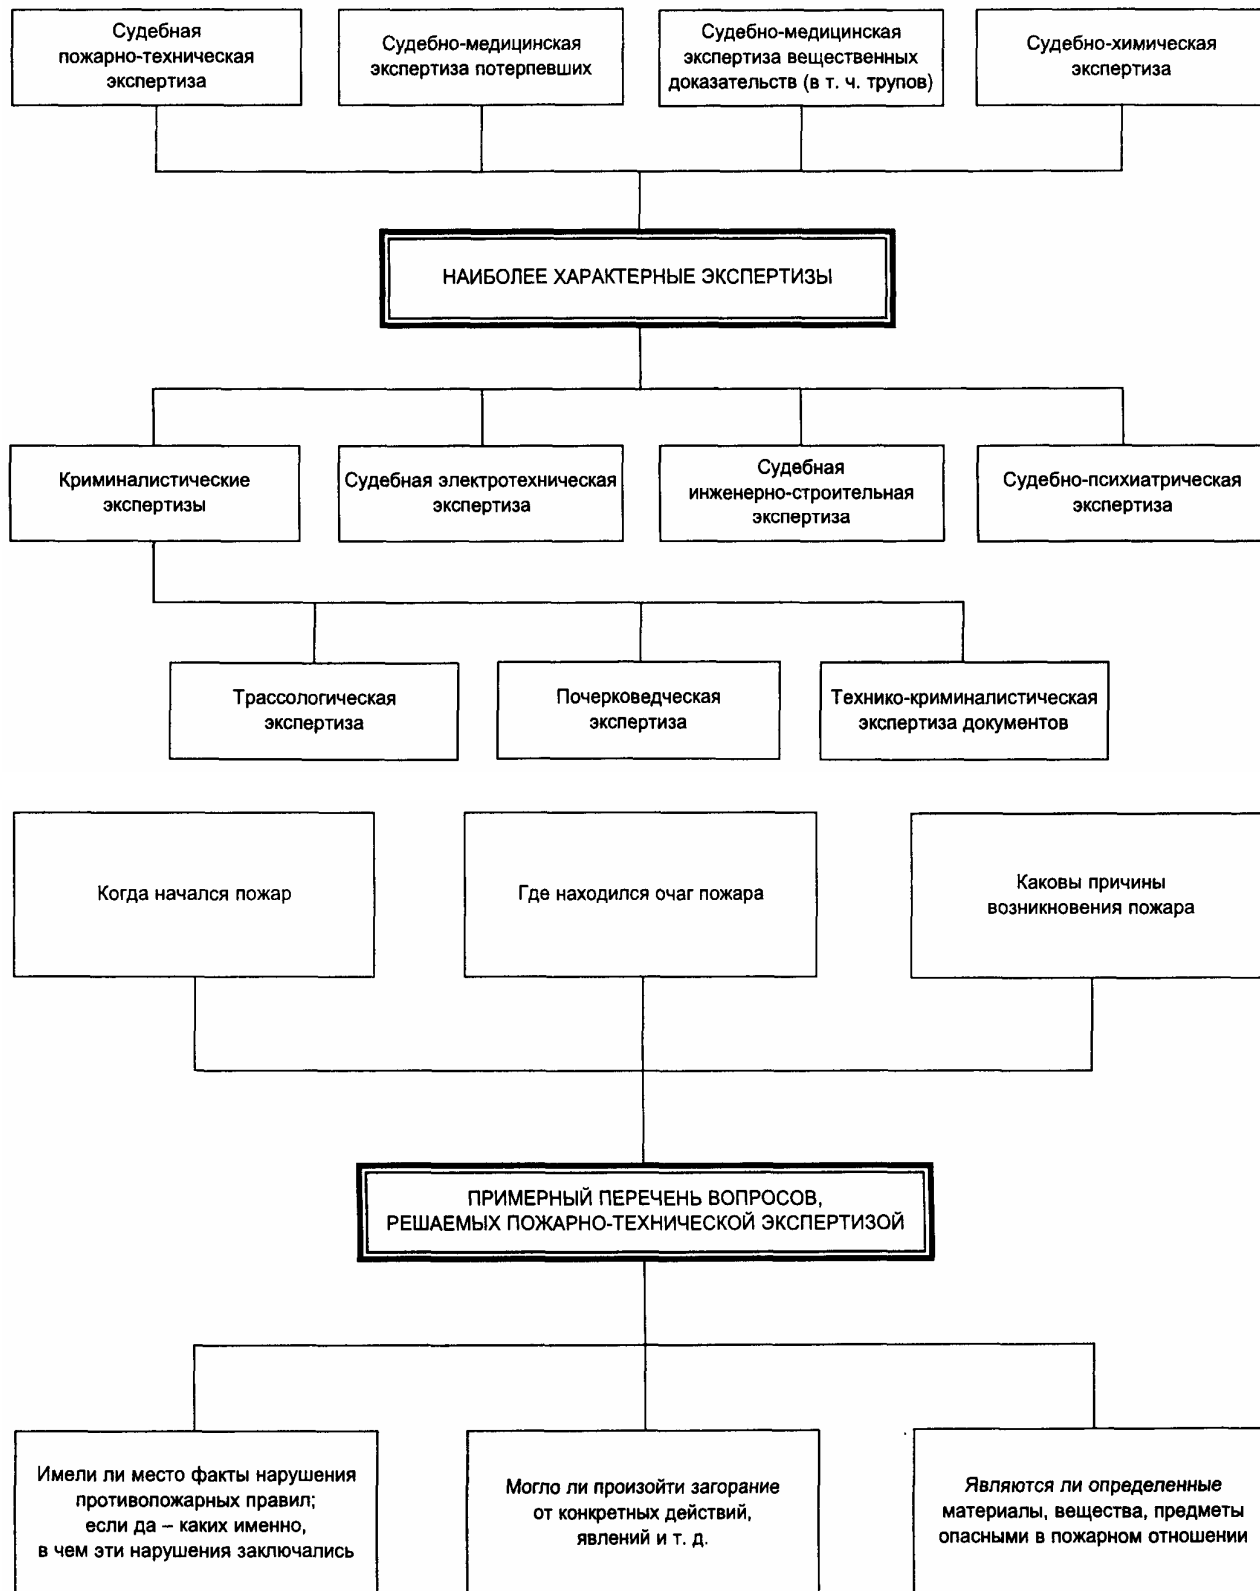 Судебная
пожарно-техническая
экспертиза
Судебно-медицинская
экспертиза потерпевших
Судебно-медицинская
экспертиза вещественных
доказательств (в т. ч. трупов)
Судебно-химическая
экспертиза
НАИБОЛЕЕ ХАРАКТЕРНЫЕ ЭКСПЕРТИЗЫ
Криминалистические
экспертизы
Судебная электротехническая
экспертиза
Судебная
инженерно-строительная
экспертиза
Судебно-психиатрическая
экспертиза
Трассологическая
экспертиза
Почерковедческая
экспертиза
Технико-криминалистическая
экспертиза документов
Когда начался пожар
Где находился очаг пожара
Каковы причины
возникновения пожара
ПРИМЕРНЫЙ ПЕРЕЧЕНЬ ВОПРОСОВ,
РЕШАЕМЫХ ПОЖАРНО-ТЕХНИЧЕСКОЙ ЭКСПЕРТИЗОЙ
Имели ли место факты нарушения
противопожарных правил;
если да – каких именно,
в чем эти нарушения заключались
Могло ли произойти загорание
от конкретных действий,
явлений и т. д.
Являются ли определенные
материалы, вещества, предметы
опасными в пожарном отношении